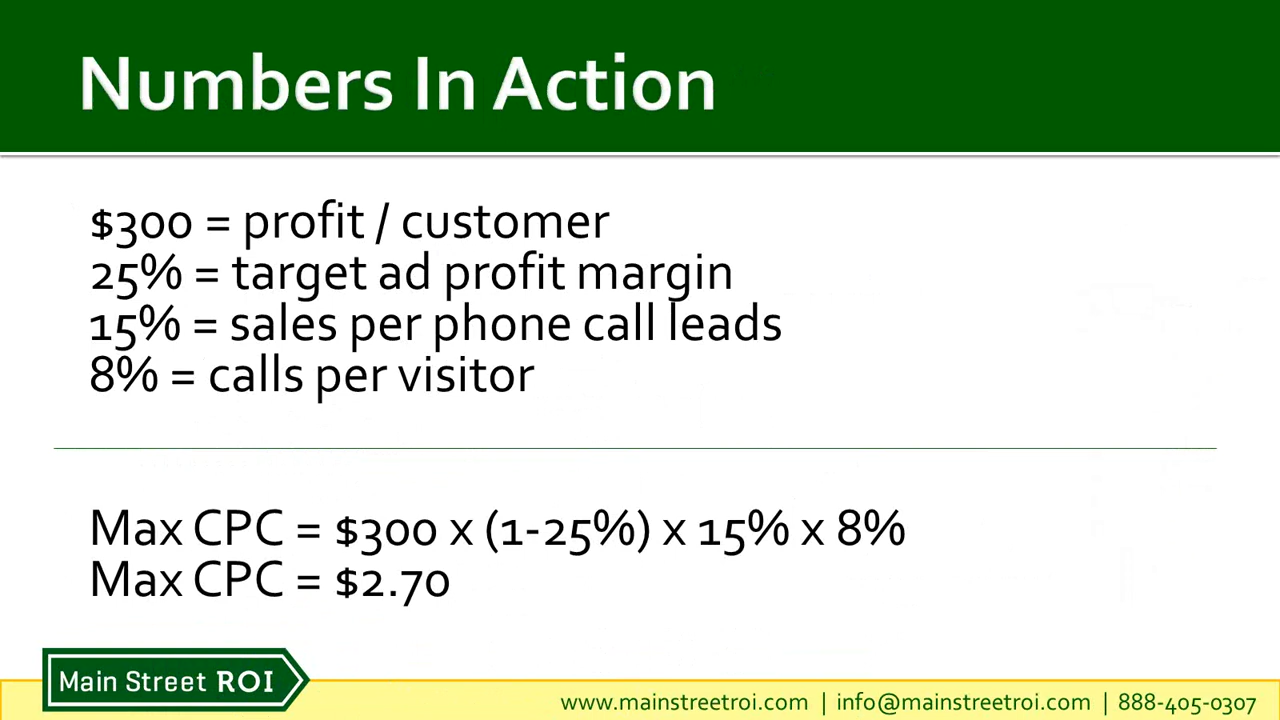 Numbers In Action
$300 = profit / customer
25% = target ad profit margin
15% = sales per phone call leads
8% = calls per visitor
Max CPC = $300 x (1-25%) x 15% x 8%
Max CPC = $2.70
Main Street ROI
www.mainstreetroi.com | info@mainstreetroi.com | 888-405-0307